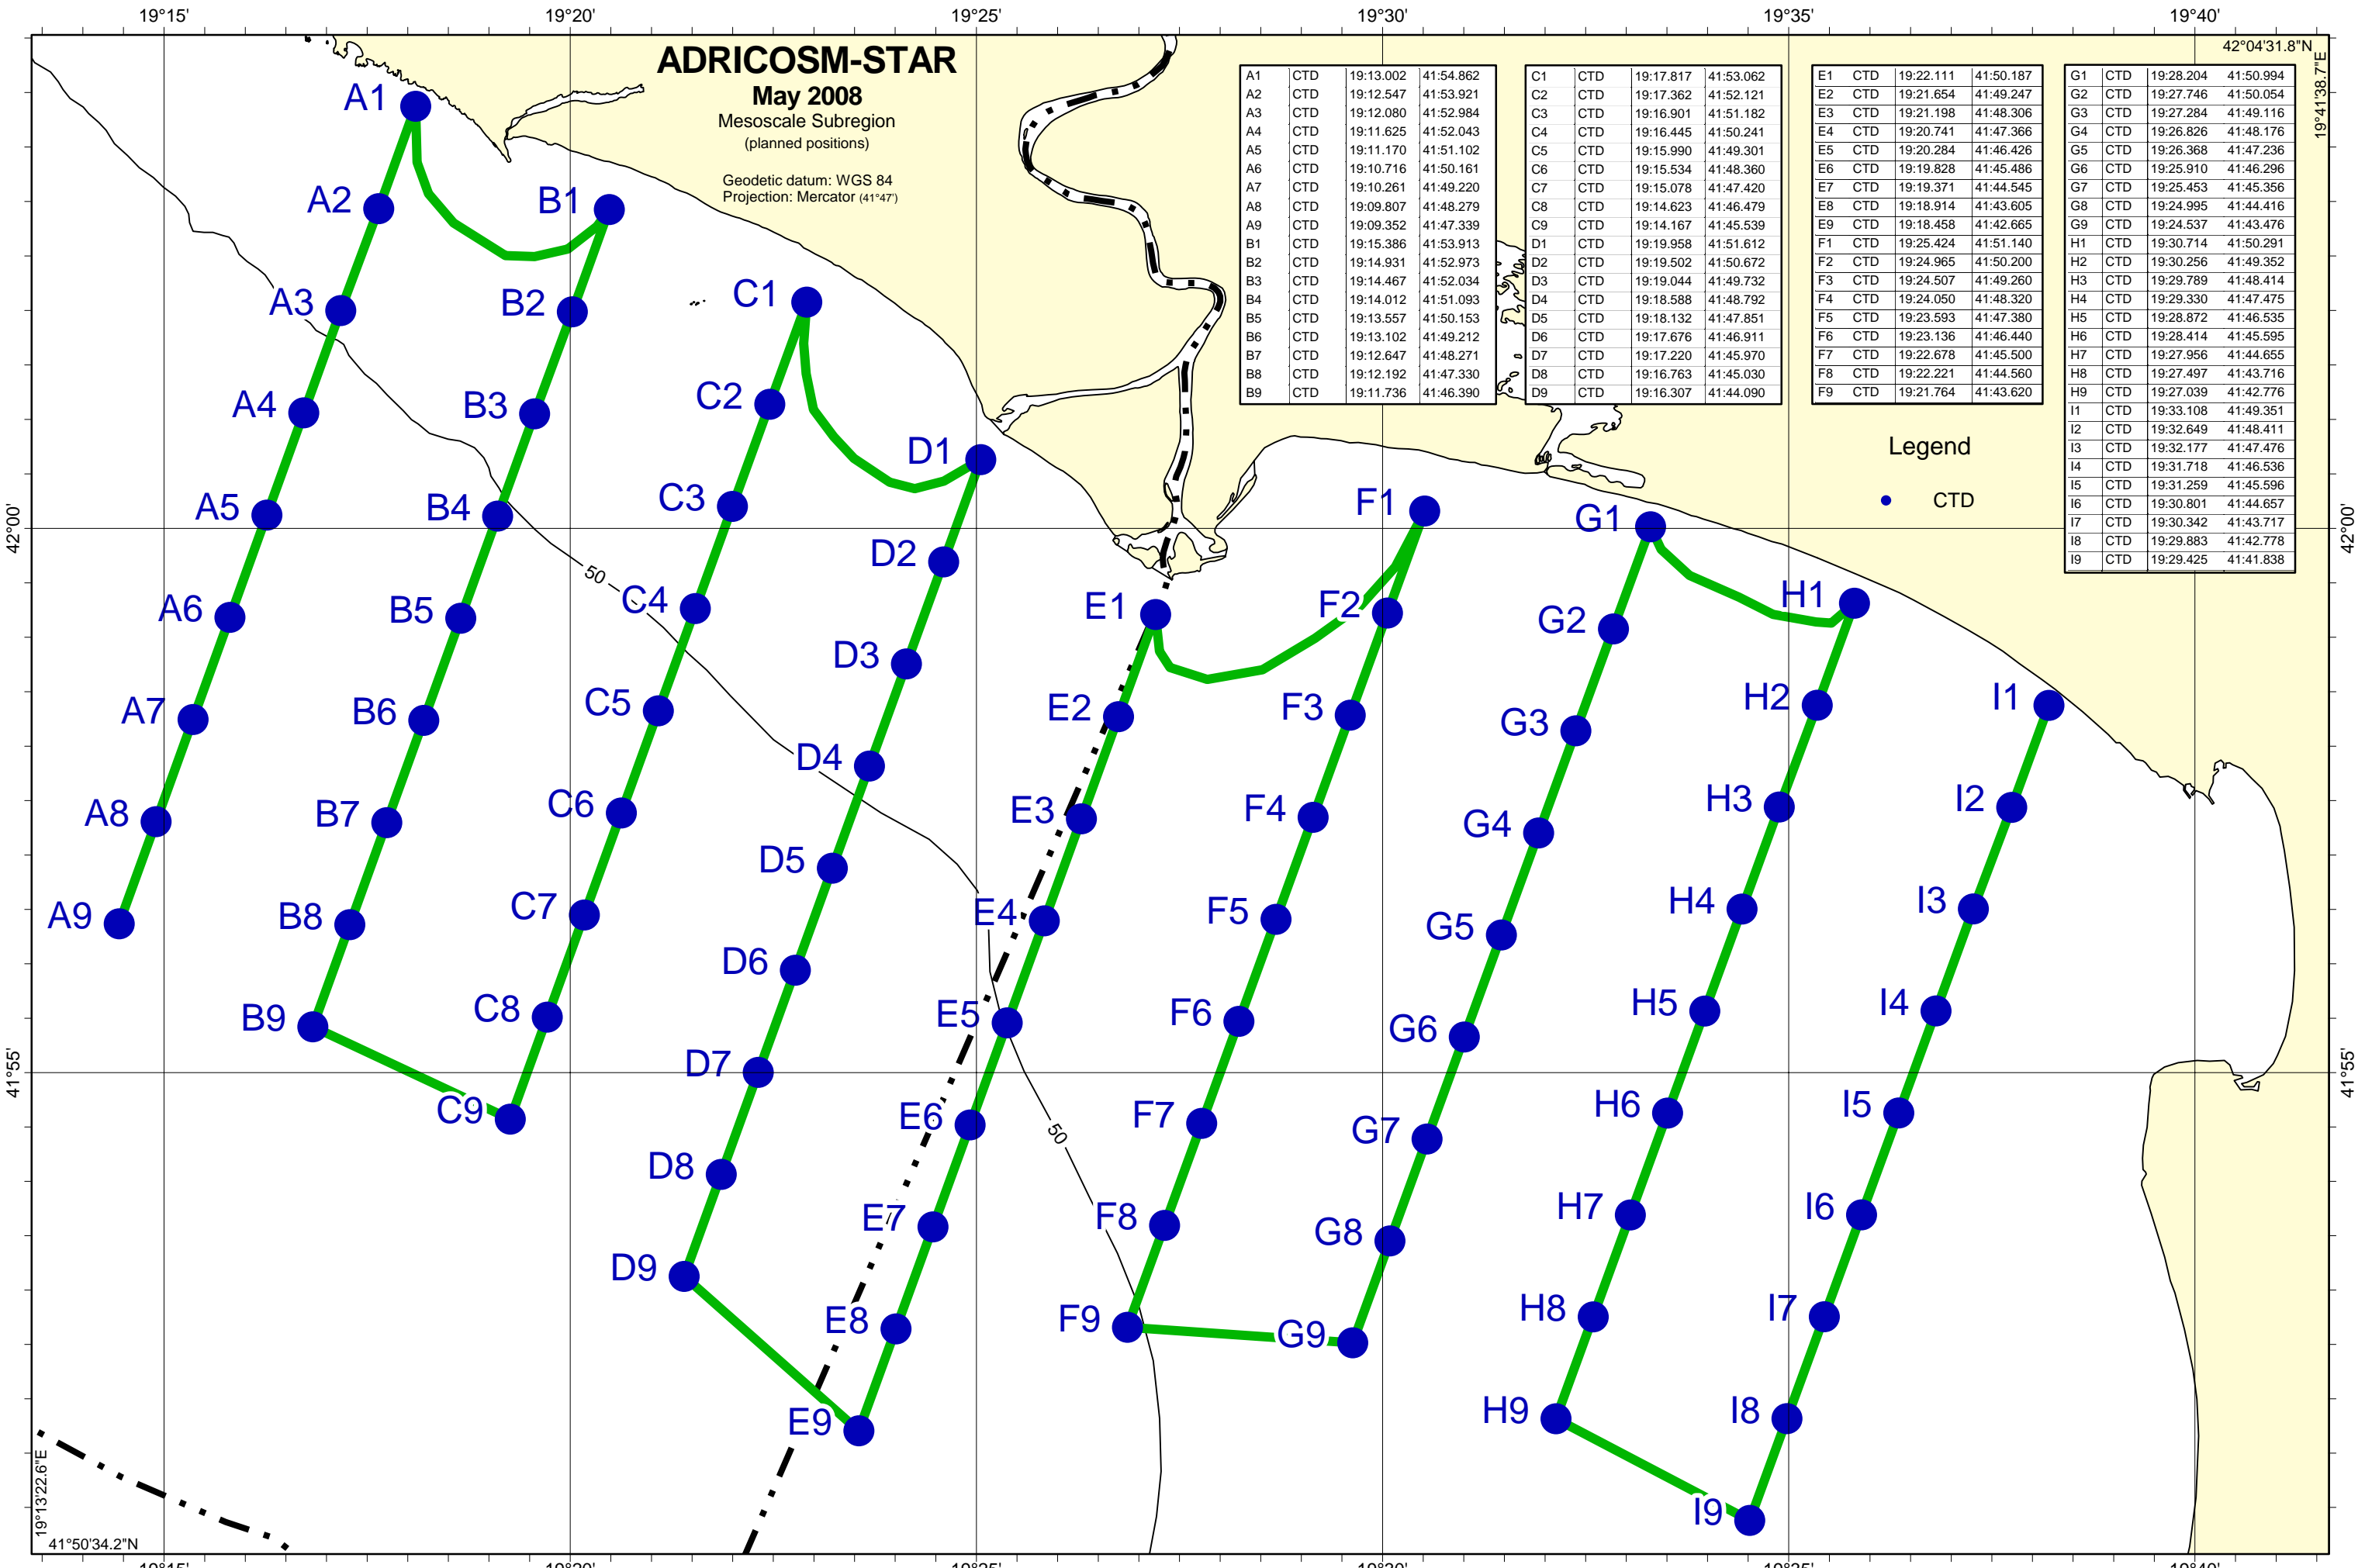 19°15' 19°20' 19°25' 19°30' 19°35' 19°40'
42°04'31.8"N
19°41'38.7"E
ADRICOSM-STAR
May 2008
Mesoscale Subregion
(planned positions)
Geodetic datum: WGS 84
Projection: Mercator (41°47')
A1 CTD 19:13.002 41:54.862
A2 CTD 19:12.547 41:53.921
A3 CTD 19:12.080 41:52.984
A4 CTD 19:11.625 41:52.043
A5 CTD 19:11.170 41:51.102
A6 CTD 19:10.716 41:50.161
A7 CTD 19:10.261 41:49.220
A8 CTD 19:09.807 41:48.279
A9 CTD 19:09.352 41:47.339
B1 CTD 19:15.386 41:53.913
B2 CTD 19:14.931 41:52.973
B3 CTD 19:14.467 41:52.034
B4 CTD 19:14.012 41:51.093
B5 CTD 19:13.557 41:50.153
B6 CTD 19:13.102 41:49.212
B7 CTD 19:12.647 41:48.271
B8 CTD 19:12.192 41:47.330
B9 CTD 19:11.736 41:46.390
C1 CTD 19:17.817 41:53.062
C2 CTD 19:17.362 41:52.121
C3 CTD 19:16.901 41:51.182
C4 CTD 19:16.445 41:50.241
C5 CTD 19:15.990 41:49.301
C6 CTD 19:15.534 41:48.360
C7 CTD 19:15.078 41:47.420
C8 CTD 19:14.623 41:46.479
C9 CTD 19:14.167 41:45.539
D1 CTD 19:19.958 41:51.612
D2 CTD 19:19.502 41:50.672
D3 CTD 19:19.044 41:49.732
D4 CTD 19:18.588 41:48.792
D5 CTD 19:18.132 41:47.851
D6 CTD 19:17.676 41:46.911
D7 CTD 19:17.220 41:45.970
D8 CTD 19:16.763 41:45.030
D9 CTD 19:16.307 41:44.090
E1 CTD 19:22.111 41:50.187
E2 CTD 19:21.654 41:49.247
E3 CTD 19:21.198 41:48.306
E4 CTD 19:20.741 41:47.366
E5 CTD 19:20.284 41:46.426
E6 CTD 19:19.828 41:45.486
E7 CTD 19:19.371 41:44.545
E8 CTD 19:18.914 41:43.605
E9 CTD 19:18.458 41:42.665
F1 CTD 19:25.424 41:51.140
F2 CTD 19:24.965 41:50.200
F3 CTD 19:24.507 41:49.260
F4 CTD 19:24.050 41:48.320
F5 CTD 19:23.593 41:47.380
F6 CTD 19:23.136 41:46.440
F7 CTD 19:22.678 41:45.500
F8 CTD 19:22.221 41:44.560
F9 CTD 19:21.764 41:43.620
G1 CTD 19:28.204 41:50.994
G2 CTD 19:27.746 41:50.054
G3 CTD 19:27.284 41:49.116
G4 CTD 19:26.826 41:48.176
G5 CTD 19:26.368 41:47.236
G6 CTD 19:25.910 41:46.296
G7 CTD 19:25.453 41:45.356
G8 CTD 19:24.995 41:44.416
G9 CTD 19:24.537 41:43.476
H1 CTD 19:30.714 41:50.291
H2 CTD 19:30.256 41:49.352
H3 CTD 19:29.789 41:48.414
H4 CTD 19:29.330 41:47.475
H5 CTD 19:28.872 41:46.535
H6 CTD 19:28.414 41:45.595
H7 CTD 19:27.956 41:44.655
H8 CTD 19:27.497 41:43.716
H9 CTD 19:27.039 41:42.776
I1 CTD 19:33.108 41:49.351
I2 CTD 19:32.649 41:48.411
I3 CTD 19:32.177 41:47.476
I4 CTD 19:31.718 41:46.536
I5 CTD 19:31.259 41:45.596
I6 CTD 19:30.801 41:44.657
I7 CTD 19:30.342 41:43.717
I8 CTD 19:29.883 41:42.778
I9 CTD 19:29.425 41:41.838
Legend
CTD
A1
A2
A3
A4
A5
A6
A7
A8
A9
B1
B2
B3
B4
B5
B6
B7
B8
B9
C1
C2
C3
C4
C5
C6
C7
C8
C9
D1
D2
D3
D4
D5
D6
D7
D8
D9
E1
E2
E3
E4
E5
E6
E7
E8
E9
F1
F2
F3
F4
F5
F6
F7
F8
F9
G1
G2
G3
G4
G5
G6
G7
G8
G9
H1
H2
H3
H4
H5
H6
H7
H8
H9
I1
I2
I3
I4
I5
I6
I7
I8
I9
50
50
42°00' 42°00'
41°55' 41°55'
19°13'22.6"E
41°50'34.2"N
19°15' 19°20' 19°25' 19°30' 19°35' 19°40'